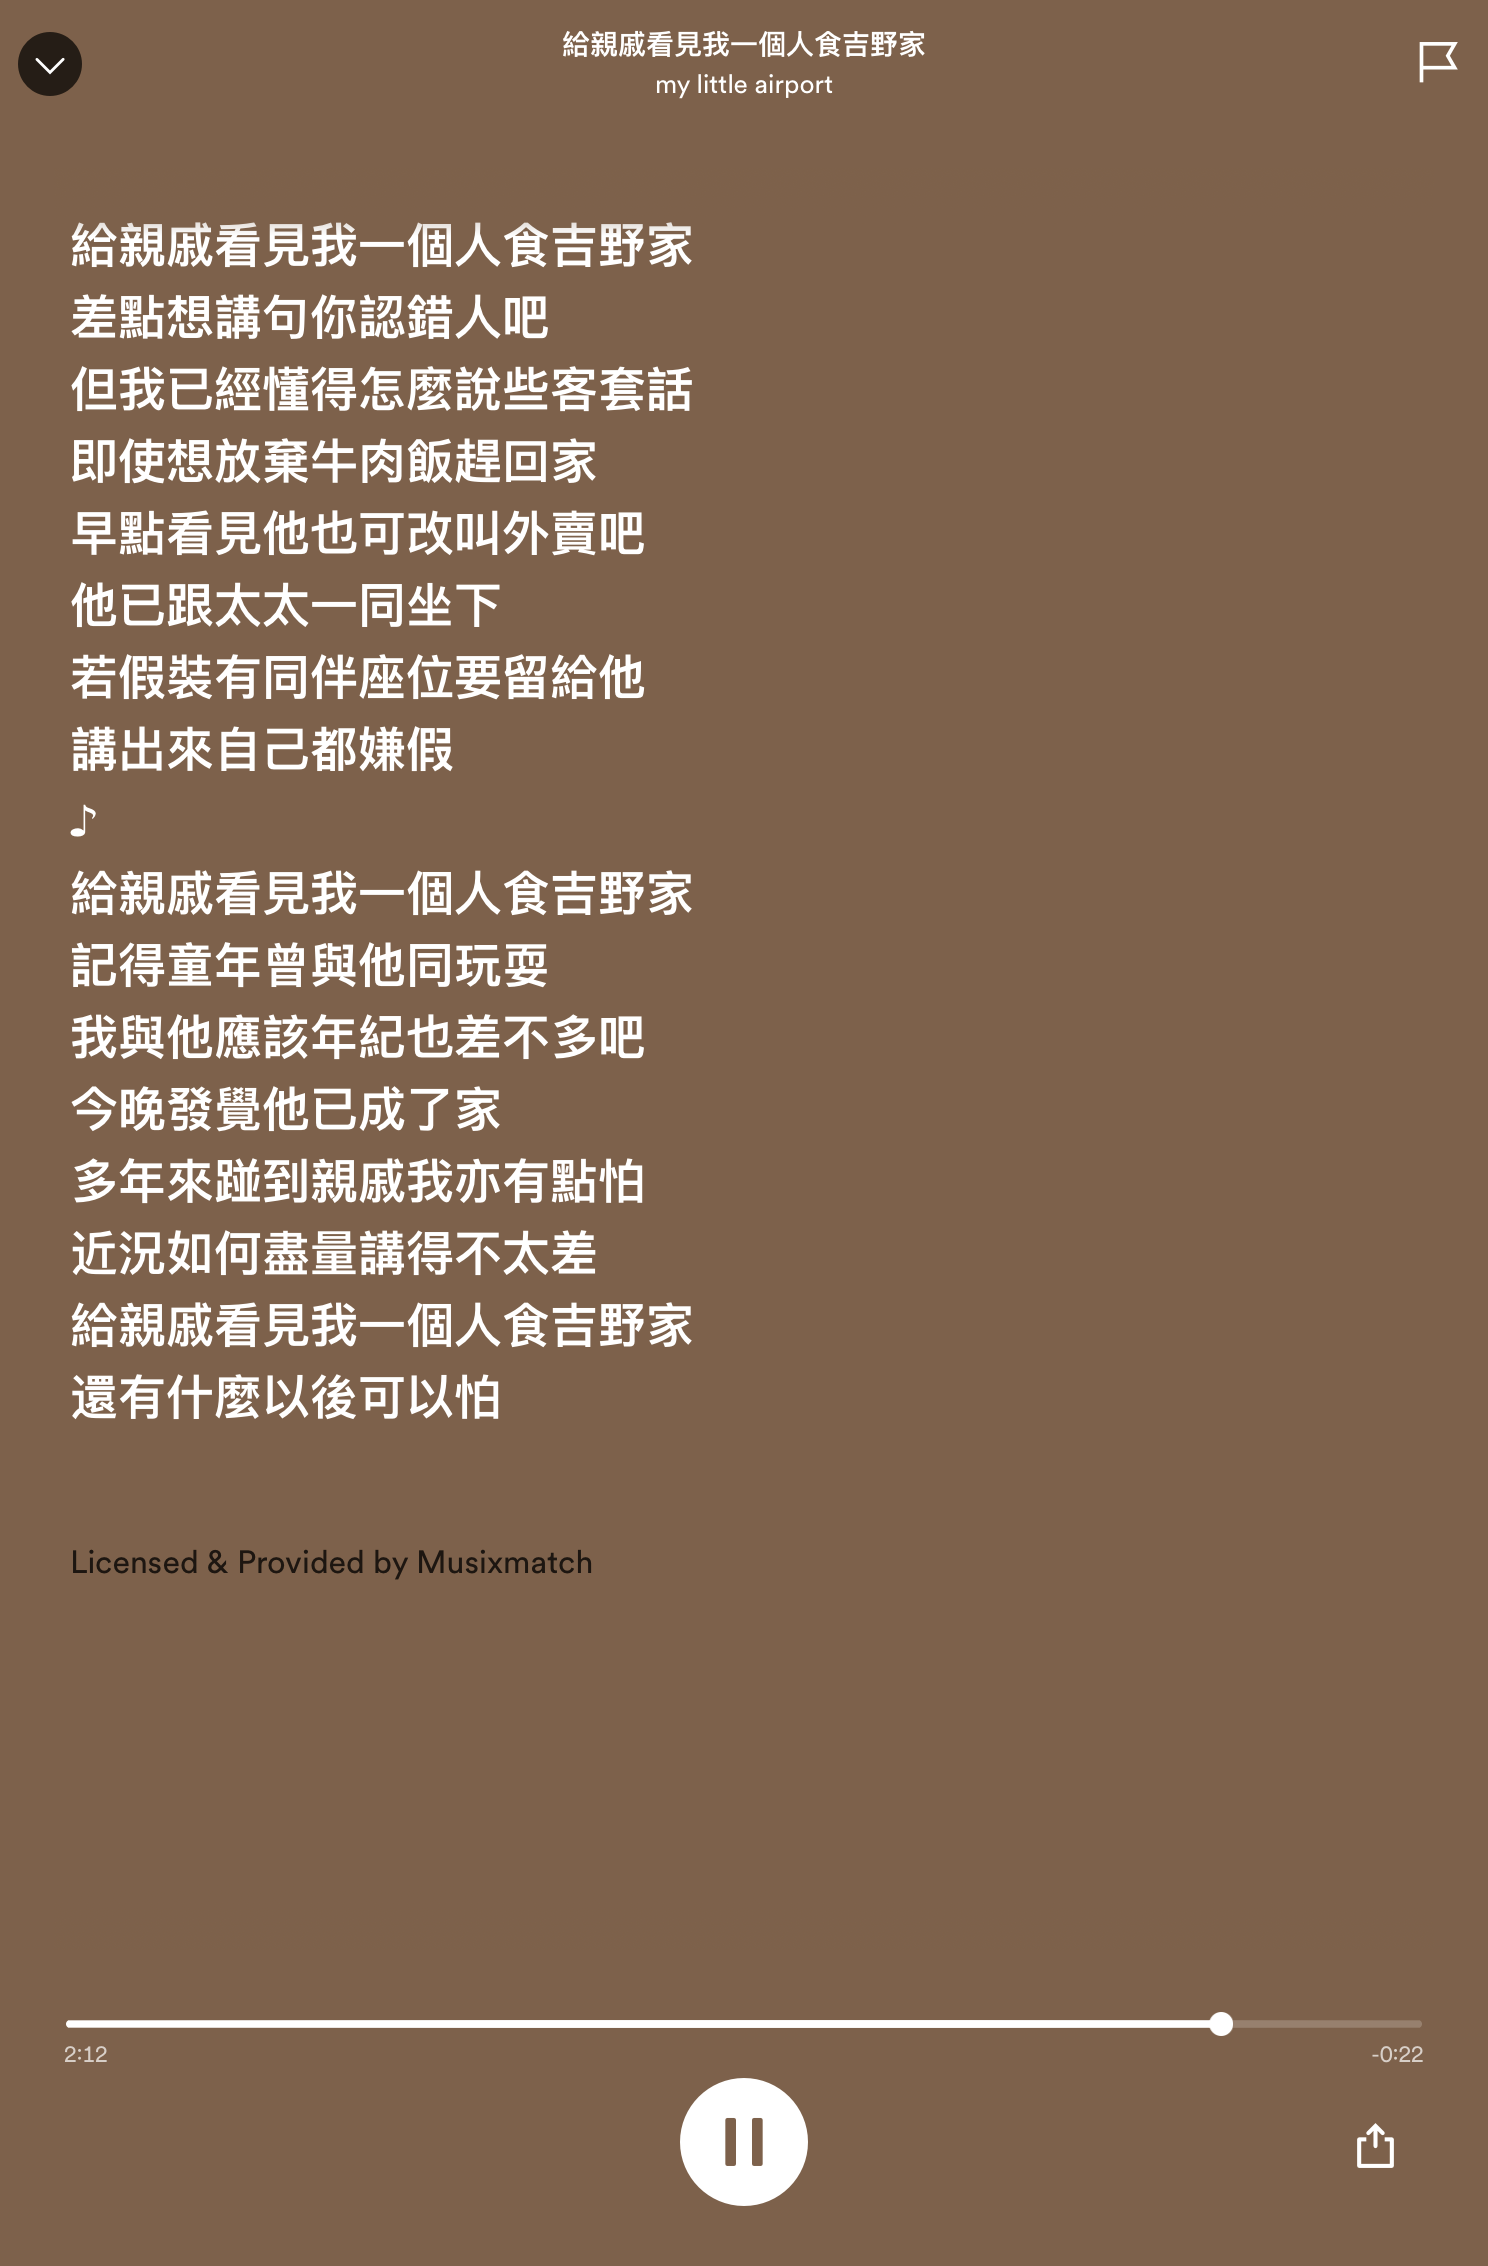 給親戚看見我一個人食吉野家
my little airport
給親戚看見我一個人食吉野家
差點想講句你認錯人吧
但我已經懂得怎麼說些客套話
即使想放棄牛肉飯趕回家
早點看見他也可改叫外賣吧
他已跟太太一同坐下
若假裝有同伴座位要留給他
講出來自己都嫌假
♪
給親戚看見我一個人食吉野家
記得童年曾與他同玩耍
我與他應該年紀也差不多吧
今晚發覺他已成了家
多年來踫到親戚我亦有點怕
近況如何盡量講得不太差
給親戚看見我一個人食吉野家
還有什麼以後可以怕
Licensed & Provided by Musixmatch
2:12
-0:22